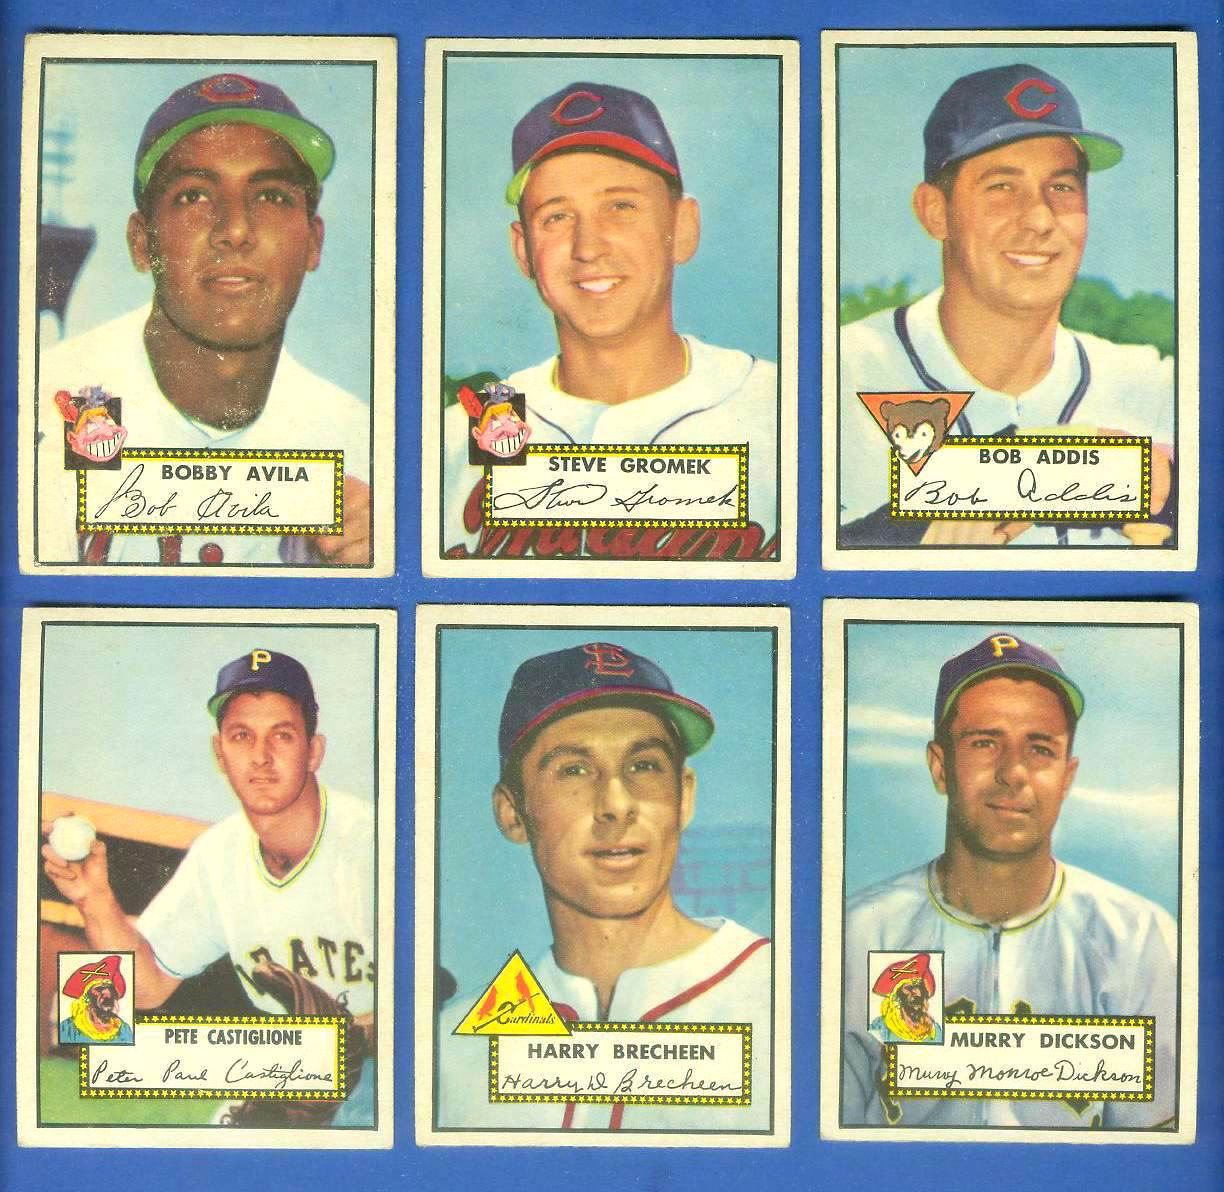 C
BOBBY AVILA
Bob Avila
C
STEVE GROMEK
Steve Gromek
Indians
C
BOB ADDIS
Bob Addis
P
PIRATES
PETE CASTIGLIONE
Peter Paul Castiglione
STL
Cardinals
HARRY BRECHEEN
Harry D Brecheen
P
MURRY DICKSON
Murry Monroe Dickson